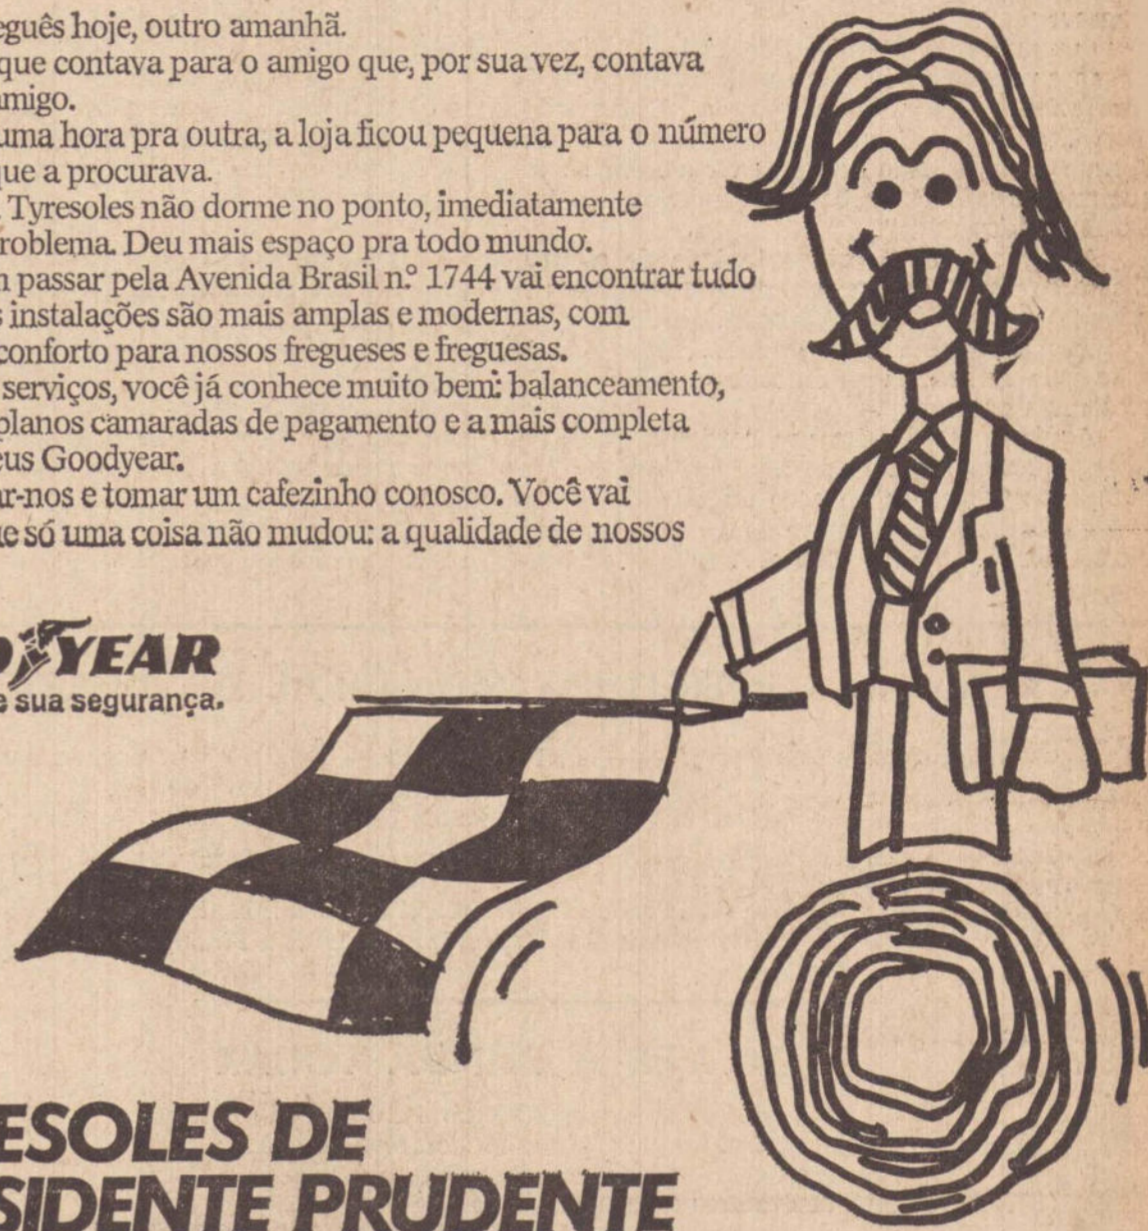 eguês hoje, outro amanhã.
que contava para o amigo que, por sua vez, contava
amigo.
uma hora pra outra, a loja ficou pequena para o número
que a procurava.
Tyresoles não dorme no ponto, imediatamente
roblema. Deu mais espaço pra todo mundo.
passar pela Avenida Brasil n.º 1744 vai encontrar tudo
s instalações são mais amplas e modernas, com
conforto para nossos fregueses e freguesas.
serviços, você já conhece muito bem: balanceamento,
planos camaradas de pagamento e a mais completa
eus Goodyear.
ar-nos e tomar um cafezinho conosco. Você vai
ue só uma coisa não mudou: a qualidade de nossos
YEAR
e sua segurança.
ESOLES DE
SIDENTE PRUDENTE